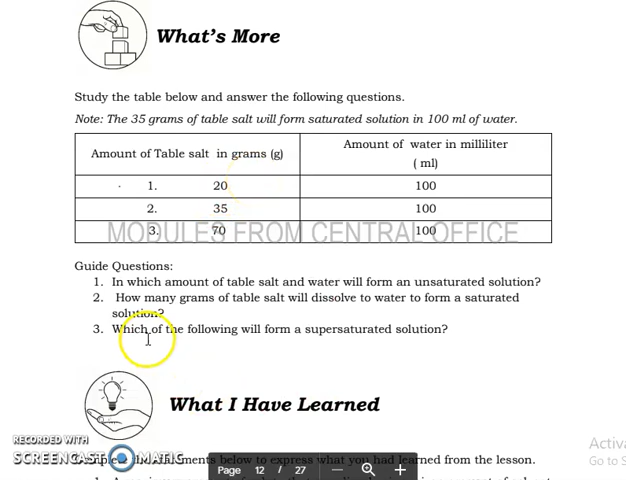 What's More
Study the table below and answer the following questions.
Note: The 35 grams of table salt will form saturated solution in 100 ml of water.
Amount of Table salt in grams (g)
Amount of water in milliliter
( ml)
1. 20 100
2. 35 100
3. 70 100
MODULES FROM CENTRAL OFFICE
Guide Questions:
1. In which amount of table salt and water will form an unsaturated solution?
2. How many grams of table salt will dissolve to water to form a saturated
solution?
3. Which of the following will form a supersaturated solution?
What I Have Learned
RECORDED WITH
SCREENCAST MATIC
below to express what you had learned from the lesson.
Page 12 / 27
Activa
Go to S